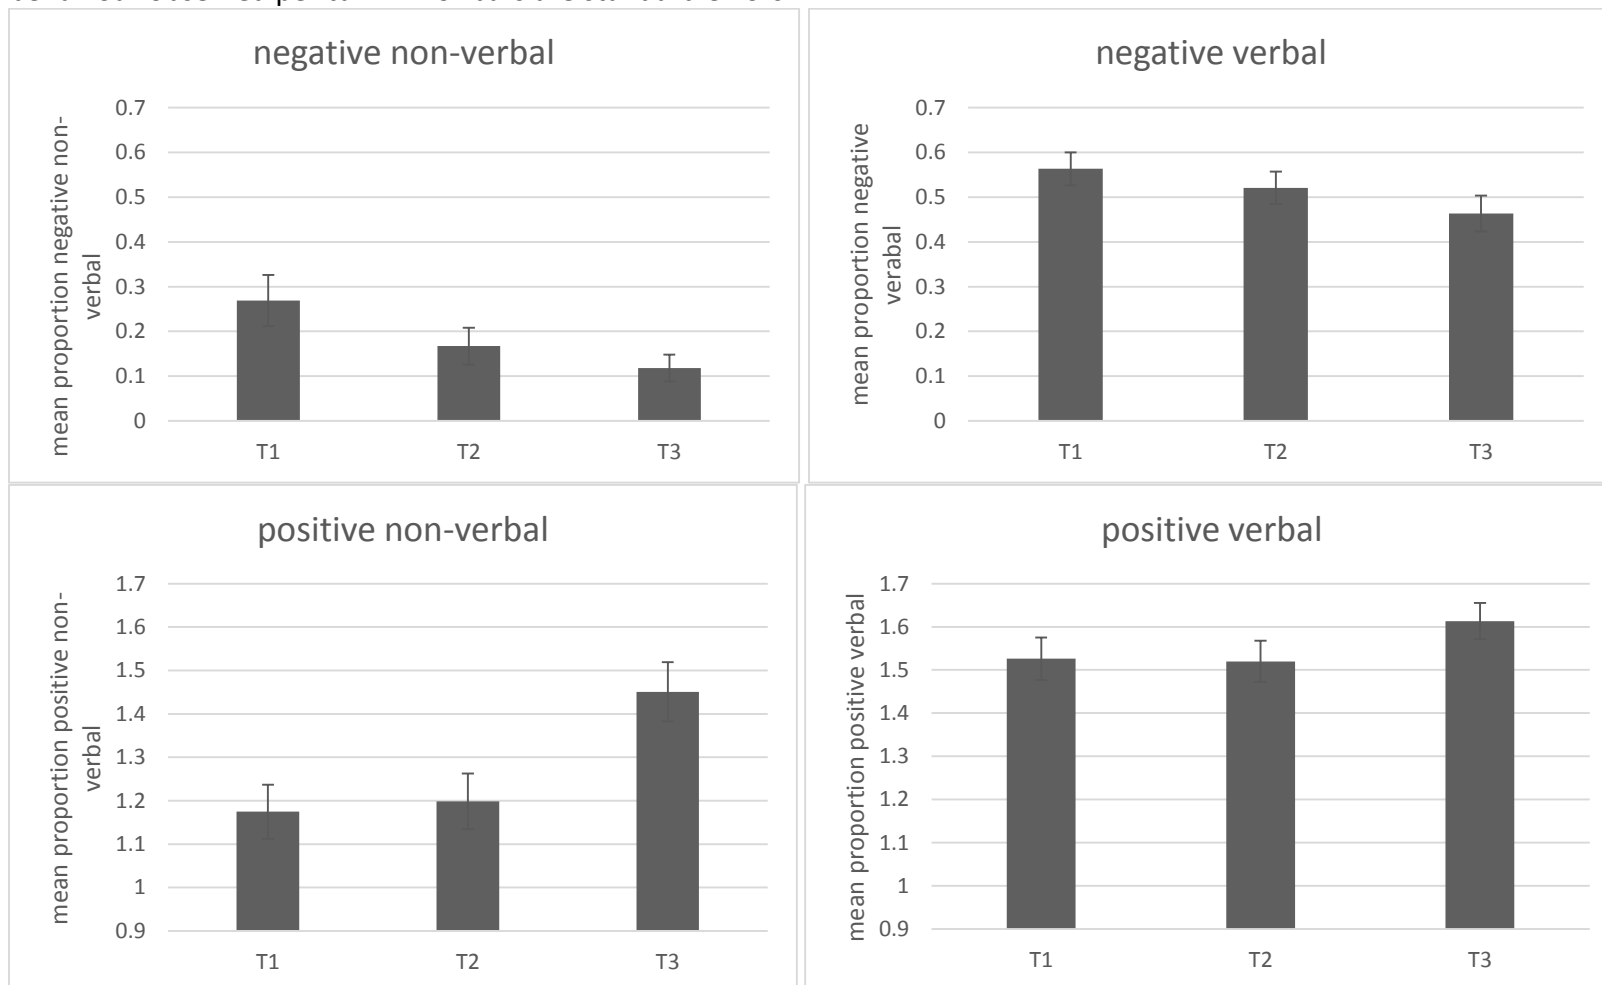 negative non-verbal
mean proportion negative non-
verbal
0.7
0.6
0.5
0.4
0.3
0.2
0.1
0
T1 T2 T3
negative verbal
mean proportion negative
verabal
0.7
0.6
0.5
0.4
0.3
0.2
0.1
0
T1 T2 T3
positive non-verbal
mean proportion positive non-
verbal
1.7
1.6
1.5
1.4
1.3
1.2
1.1
1
0.9
T1 T2 T3
positive verbal
mean proportion positive verbal
1.7
1.6
1.5
1.4
1.3
1.2
1.1
1
0.9
T1 T2 T3